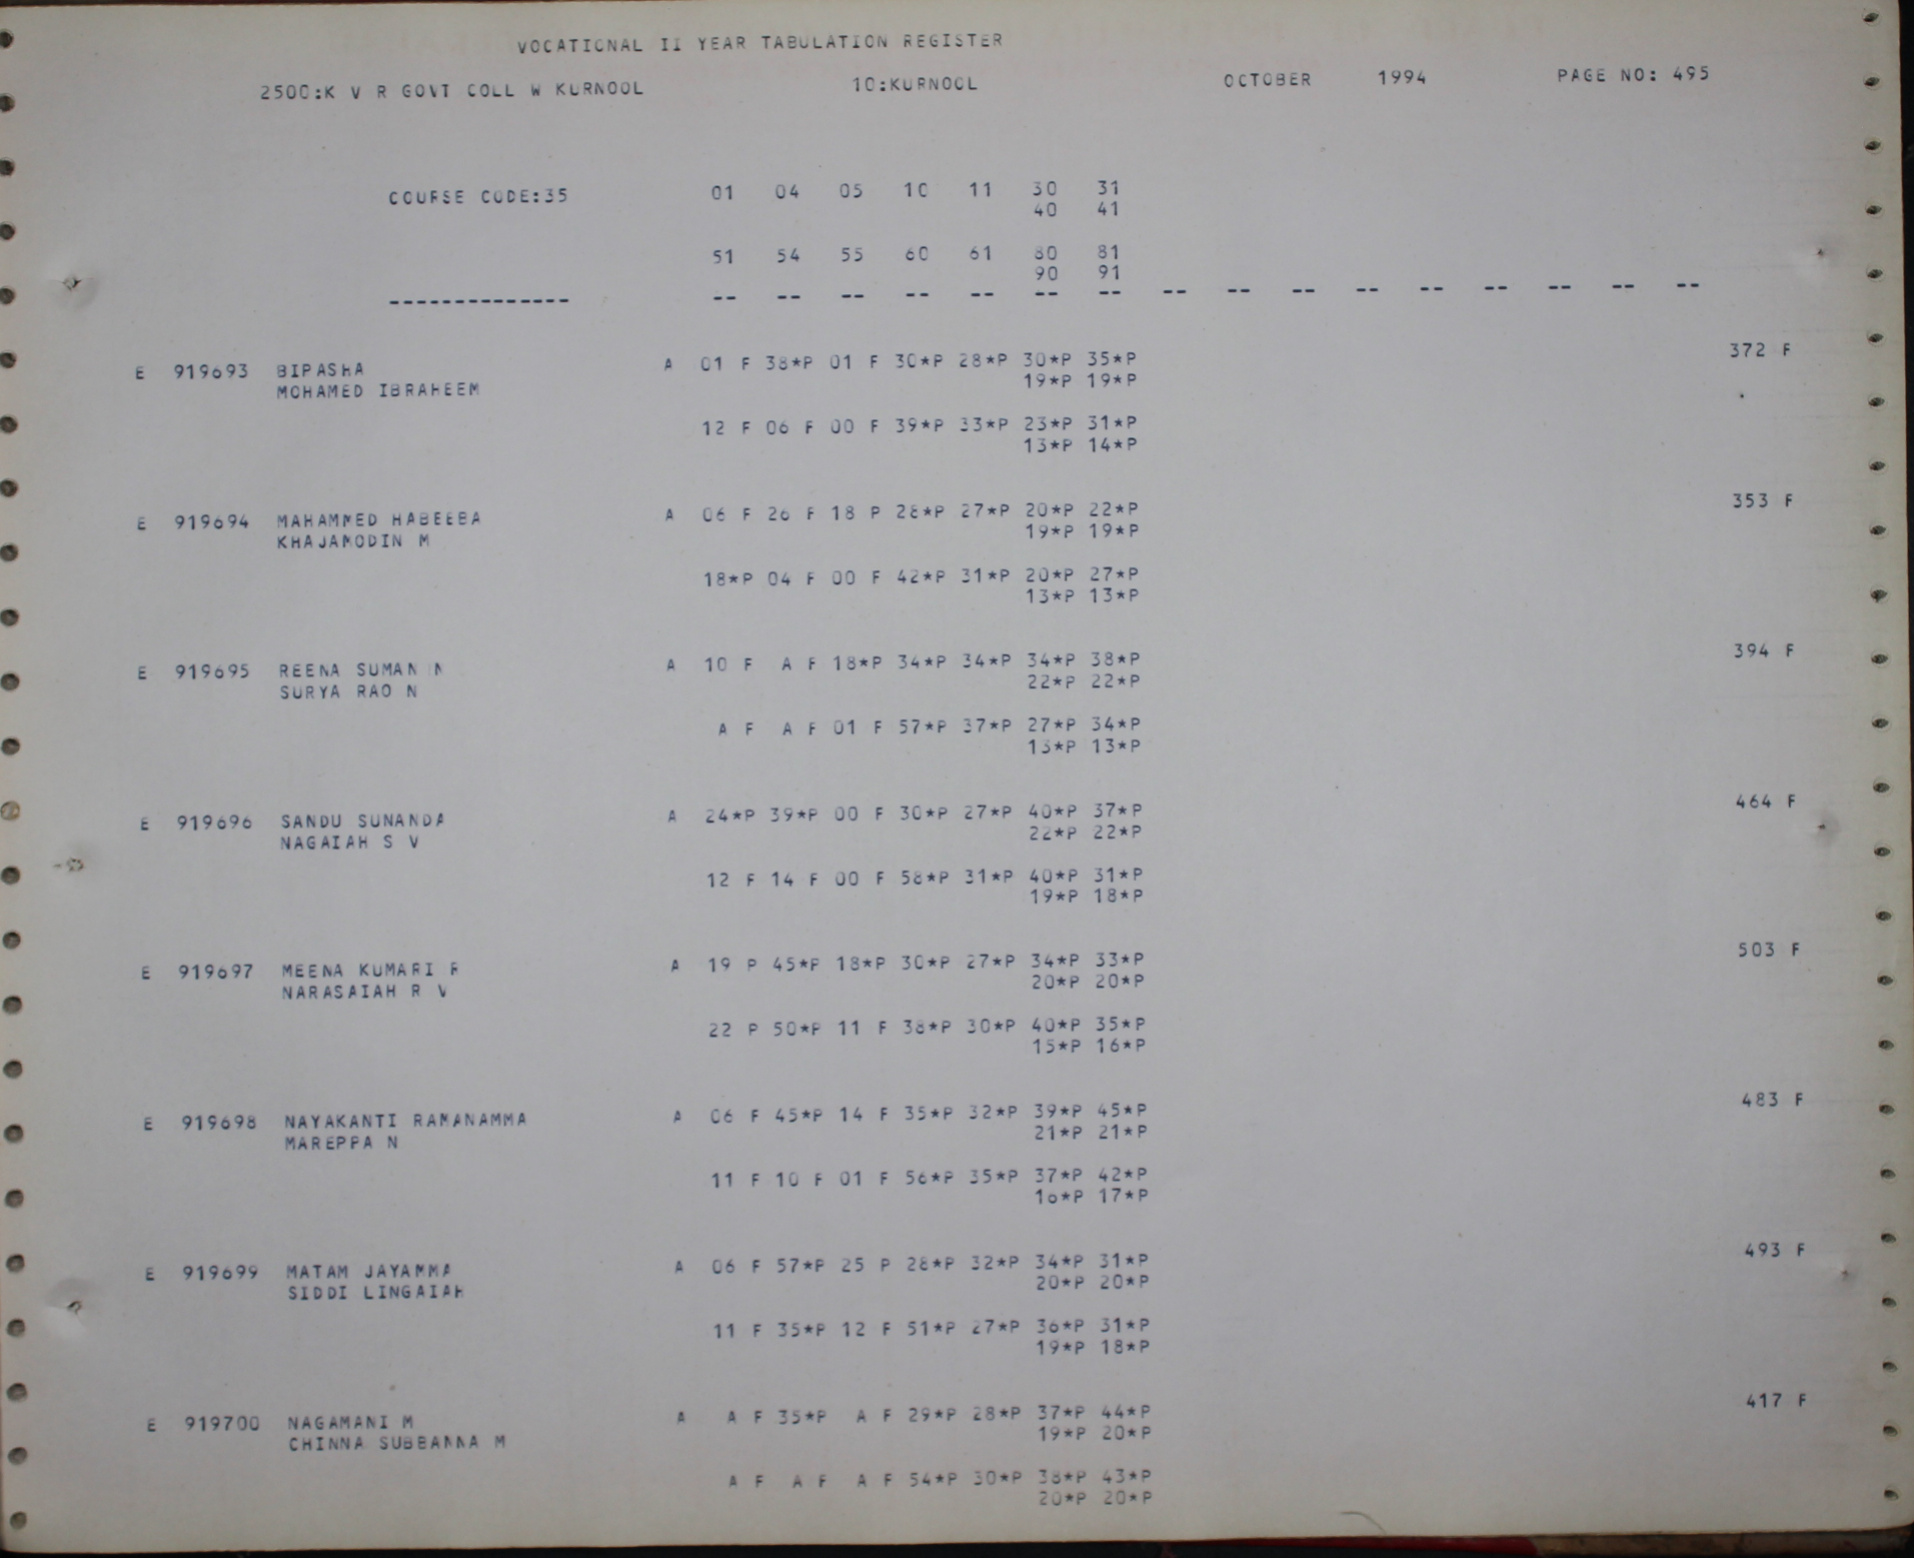 VOCATIONAL II YEAR TABULATION REGISTER
2500:K V R GOVT COLL W KURNOOL 10:KURNOOL OCTOBER 1994 PAGE NO: 495
COURSE CODE:35 01 04 05 10 11 30 31
40 41
51 54 55 60 61 80 81
90 91
-------------- -- -- -- -- -- -- -- -- -- -- -- -- -- -- -- --
E 919693 BIPASHA A 01 F 38*P 01 F 30*P 28*P 30*P 35*P 372 F
MOHAMED IBRAHEEM 19*P 19*P
12 F 06 F 00 F 39*P 33*P 23*P 31*P
13*P 14*P
E 919694 MAHAMMED HABEEBA A 06 F 26 F 18 P 28*P 27*P 20*P 22*P 353 F
KHAJAMODIN M 19*P 19*P
18*P 04 F 00 F 42*P 31*P 20*P 27*P
13*P 13*P
E 919695 REENA SUMAN N A 10 F A F 18*P 34*P 34*P 34*P 38*P 394 F
SURYA RAO N 22*P 22*P
A F A F 01 F 57*P 37*P 27*P 34*P
13*P 13*P
E 919696 SANDU SUNANDA A 24*P 39*P 00 F 30*P 27*P 40*P 37*P 464 F
NAGAIAH S V 22*P 22*P
12 F 14 F 00 F 58*P 31*P 40*P 31*P
19*P 18*P
E 919697 MEENA KUMARI R A 19 P 45*P 18*P 30*P 27*P 34*P 33*P 503 F
NARASAIAH R V 20*P 20*P
22 P 50*P 11 F 38*P 30*P 40*P 35*P
15*P 16*P
E 919698 NAYAKANTI RAMANAMMA A 06 F 45*P 14 F 35*P 32*P 39*P 45*P 483 F
MAREPPA N 21*P 21*P
11 F 10 F 01 F 56*P 35*P 37*P 42*P
16*P 17*P
E 919699 MATAM JAYAMMA A 06 F 57*P 25 P 28*P 32*P 34*P 31*P 493 F
SIDDI LINGAIAH 20*P 20*P
11 F 35*P 12 F 51*P 27*P 36*P 31*P
19*P 18*P
E 919700 NAGAMANI M A A F 35*P A F 29*P 28*P 37*P 44*P 417 F
CHINNA SUBBANNA M 19*P 20*P
A F A F A F 54*P 30*P 38*P 43*P
20*P 20*P